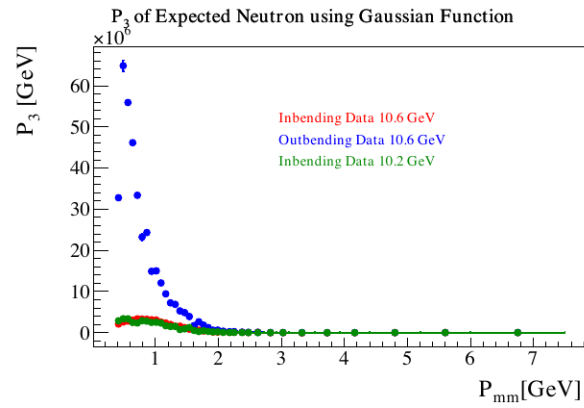 P3 of Expected Neutron using Gaussian Function
×10^6
P3 [GeV]
60
50
40
30
20
10
0
Inbending Data 10.6 GeV
Outbending Data 10.6 GeV
Inbending Data 10.2 GeV
1 2 3 4 5 6 7
Pmm[GeV]